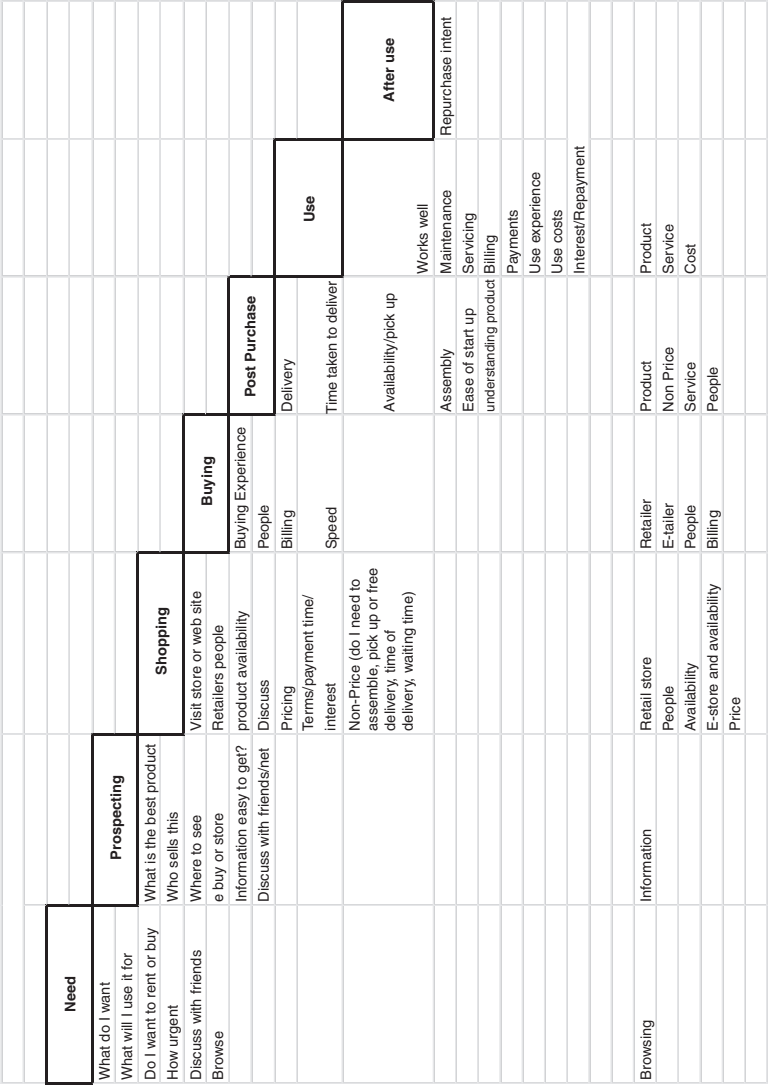 Need
What do I want
What will I use it for
Do I want to rent or buy
How urgent
Discuss with friends
Browse
Browsing
Prospecting
What is the best product
Who sells this
Where to see
e buy or store
Information easy to get?
Discuss with friends/net
Information
Shopping
Visit store or web site
Retailers people
product availability
Discuss
Pricing
Terms/payment time/
interest
Non-Price (do I need to
assemble, pick up or free
delivery, time of
delivery, waiting time)
Retail store
People
Availability
E-store and availability
Price
Buying
Buying Experience
People
Billing
Speed
Retailer
E-tailer
People
Billing
Post Purchase
Delivery
Time taken to deliver
Availability/pick up
Assembly
Ease of start up
understanding product
Product
Non Price
Service
People
Use
Works well
Maintenance
Servicing
Billing
Payments
Use experience
Use costs
Interest/Repayment
Product
Service
Cost
After use
Repurchase intent